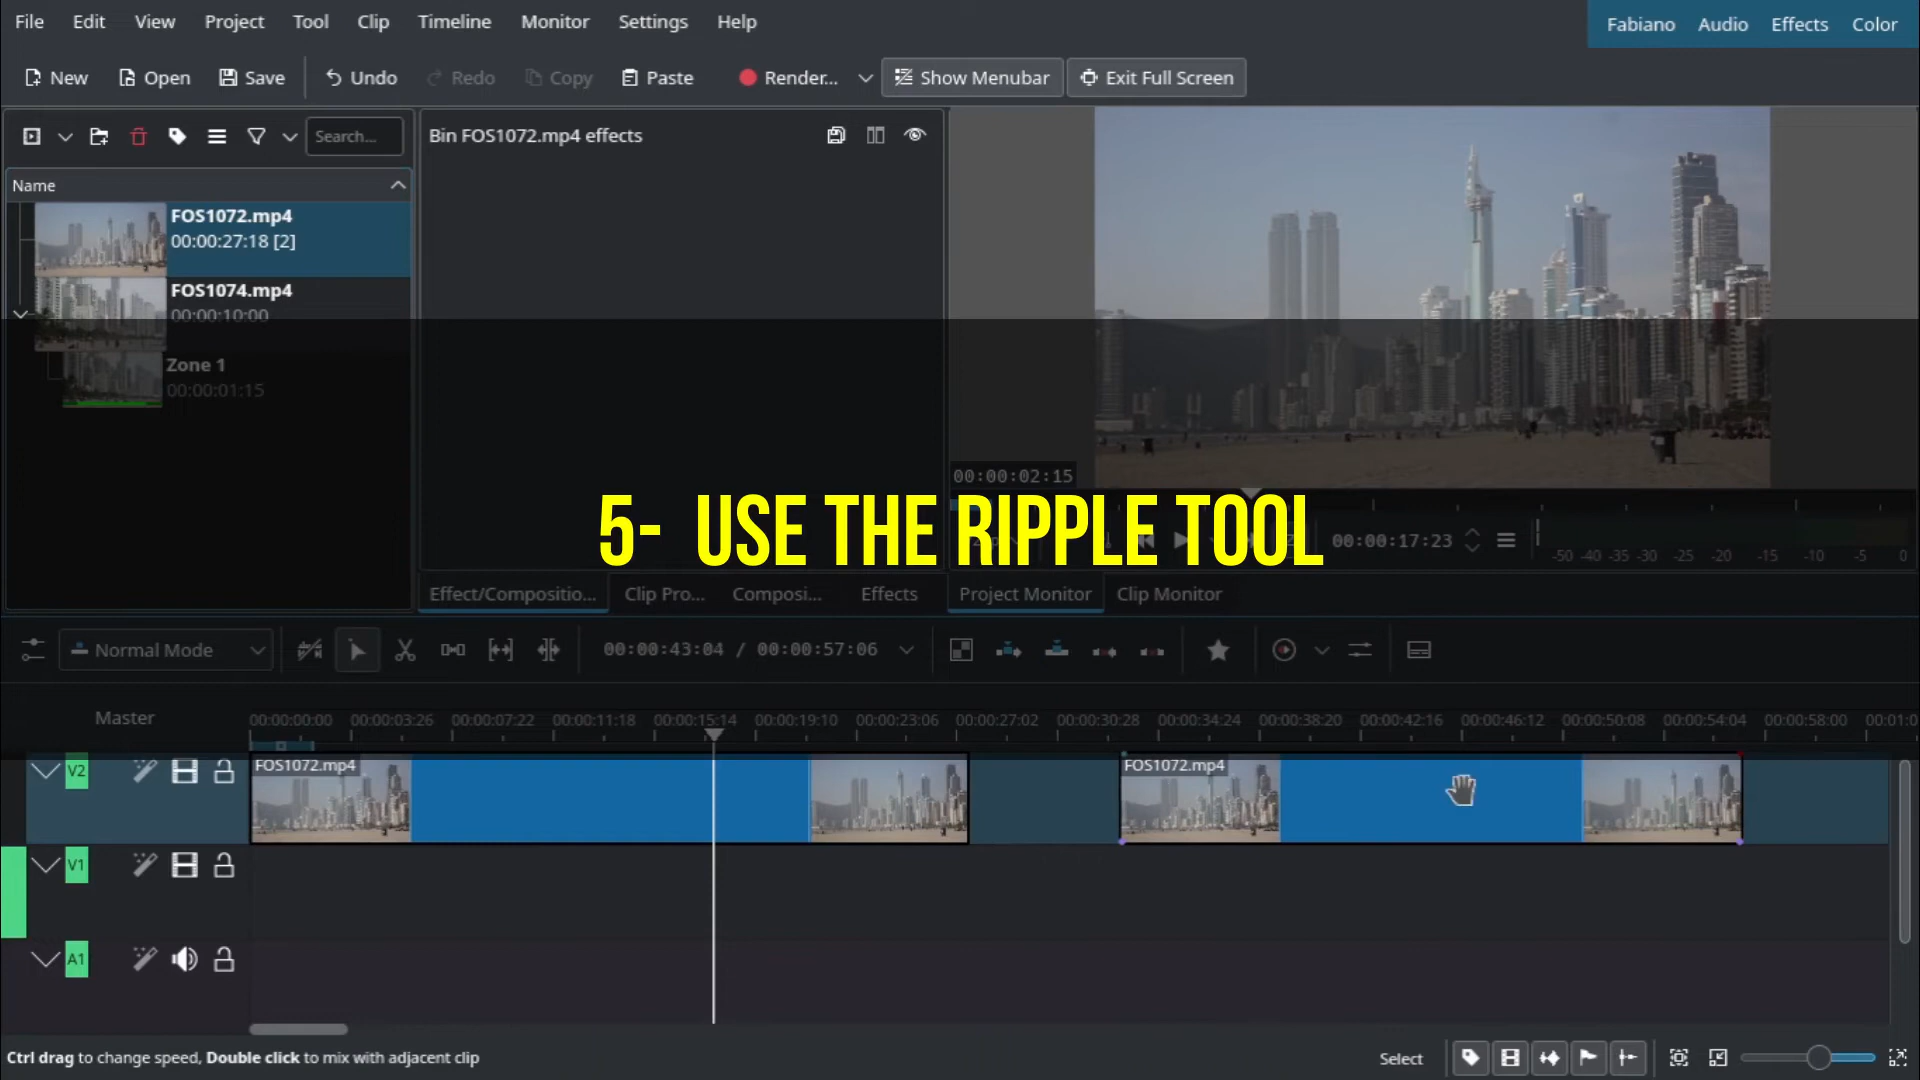 File Edit View Project Tool Clip Timeline Monitor Settings Help
Fabiano Audio Effects Color
New Open Save Undo Redo Copy Paste Render... Show Menubar Exit Full Screen
Search...
Bin FOS1072.mp4 effects
Name
FOS1072.mp4
00:00:27:18 [2]
FOS1074.mp4
00:00:10:00
Zone 1
00:00:01:15
00:00:02:15
5- USE THE RIPPLE TOOL
00:00:17:23
-50 -40 -35 -30 -25 -20 -15 -10 -5 0
Effect/Compositio... Clip Pro... Composi... Effects Project Monitor Clip Monitor
Normal Mode
00:00:43:04 / 00:00:57:06
Master
00:00:00:00 00:00:03:26 00:00:07:22 00:00:11:18 00:00:15:14 00:00:19:10 00:00:23:06 00:00:27:02 00:00:30:28 00:00:34:24 00:00:38:20 00:00:42:16 00:00:46:12 00:00:50:08 00:00:54:04 00:00:58:00 00:01:0
V2
FOS1072.mp4 FOS1072.mp4
V1
A1
Ctrl drag to change speed, Double click to mix with adjacent clip
Select